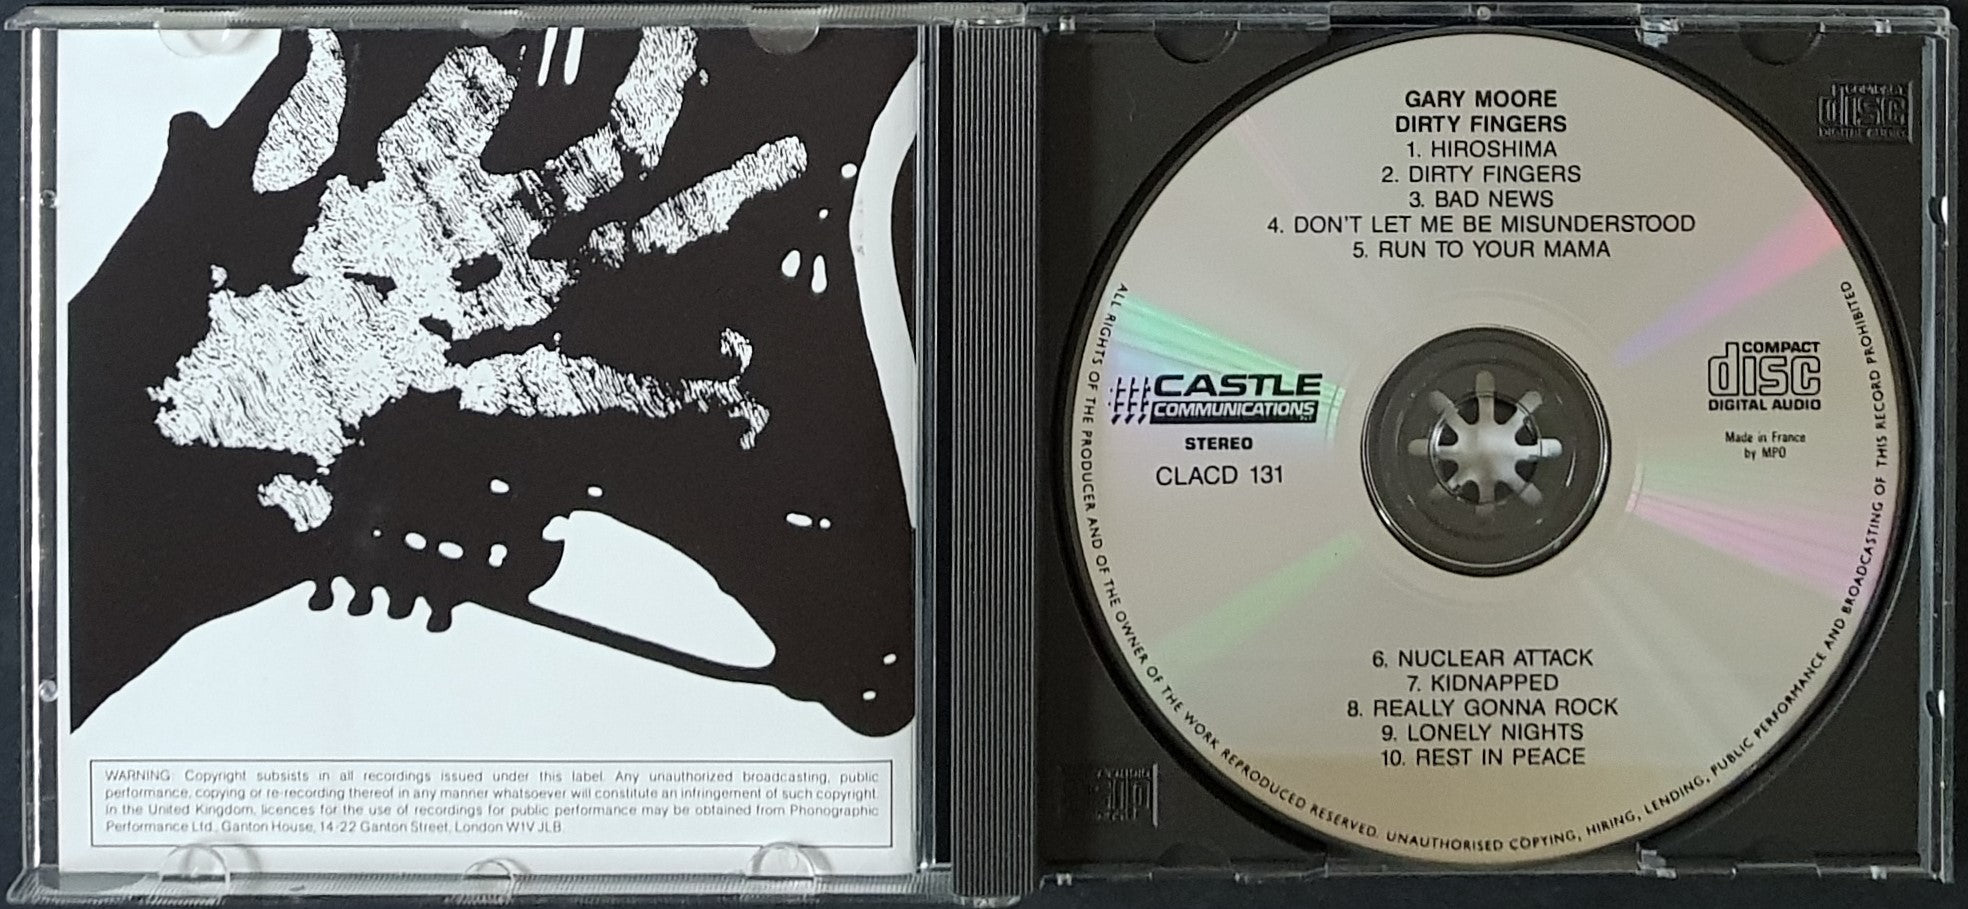 WARNING: Copyright subsists in all recordings issued under this label. Any unauthorized broadcasting, public
performance, copying or re-recording thereof in any manner whatsoever will constitute an infringement of such copyright.
In the United Kingdom, licences for the use of recordings for public performance may be obtained from Phonographic
Performance Ltd., Ganton House, 14-22 Ganton Street, London W1V JLB.
GARY MOORE
DIRTY FINGERS
1. HIROSHIMA
2. DIRTY FINGERS
3. BAD NEWS
4. DON'T LET ME BE MISUNDERSTOOD
5. RUN TO YOUR MAMA
CASTLE
COMMUNICATIONS
STEREO
CLACD 131
COMPACT
disc
DIGITAL AUDIO
Made in France
by MPO
6. NUCLEAR ATTACK
7. KIDNAPPED
8. REALLY GONNA ROCK
9. LONELY NIGHTS
10. REST IN PEACE
ALL RIGHTS OF THE PRODUCER AND OF THE OWNER OF THE WORK REPRODUCED RESERVED. UNAUTHORISED COPYING, HIRING, LENDING, PUBLIC PERFORMANCE AND BROADCASTING OF THIS RECORD PROHIBITED
COMPACT
disc
DIGITAL AUDIO